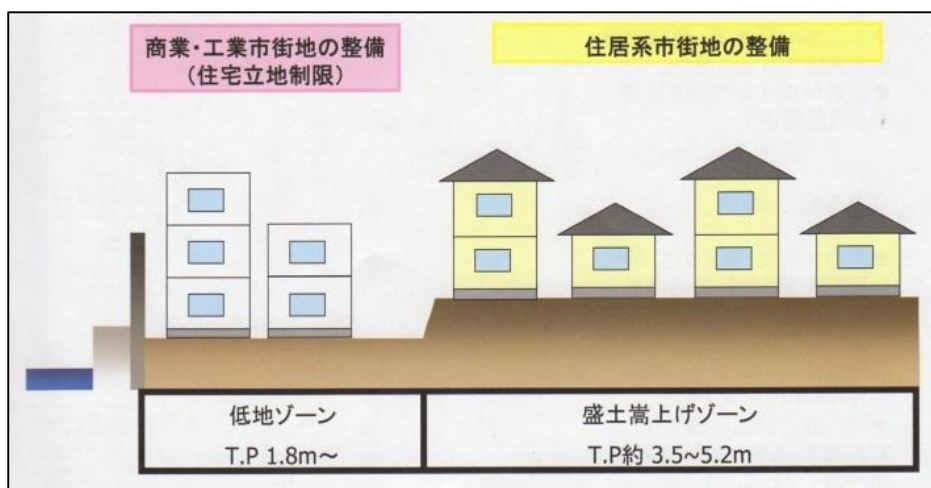 商業・工業市街地の整備
（住宅立地制限）
住居系市街地の整備
低地ゾーン
T.P 1.8m～
盛土嵩上げゾーン
T.P約 3.5~5.2m